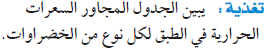 تغذية: يبين الجدول المجاور السعرات
الحرارية في الطبق لكل نوع من الخضراوات.